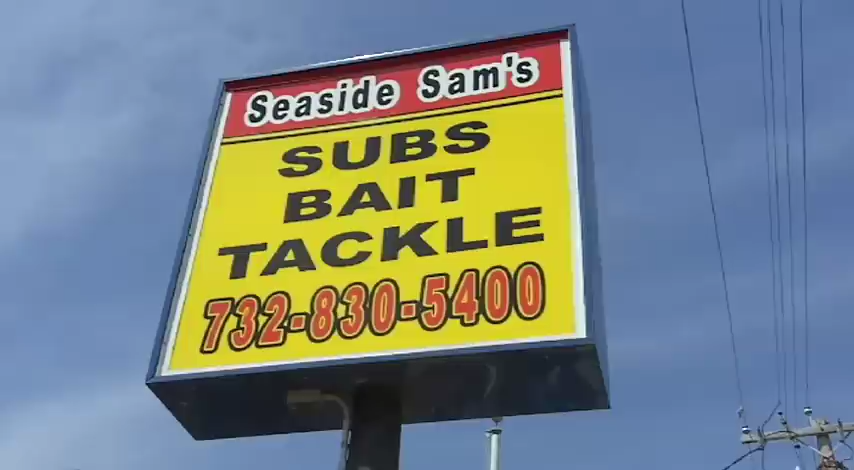 Seaside Sam's
SUBS
BAIT
TACKLE
732-830-5400